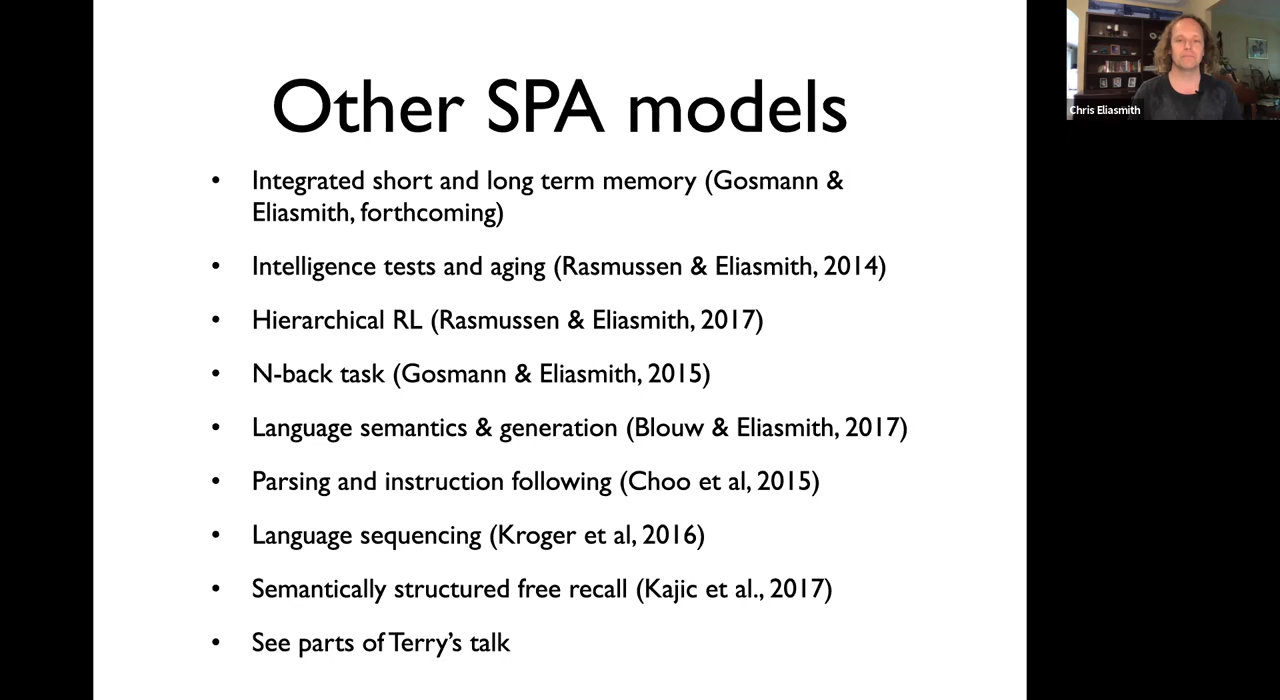 Other SPA models
• Integrated short and long term memory (Gosmann &
Eliasmith, forthcoming)
• Intelligence tests and aging (Rasmussen & Eliasmith, 2014)
• Hierarchical RL (Rasmussen & Eliasmith, 2017)
• N-back task (Gosmann & Eliasmith, 2015)
• Language semantics & generation (Blouw & Eliasmith, 2017)
• Parsing and instruction following (Choo et al, 2015)
• Language sequencing (Kroger et al, 2016)
• Semantically structured free recall (Kajic et al., 2017)
• See parts of Terry's talk
Chris Eliasmith